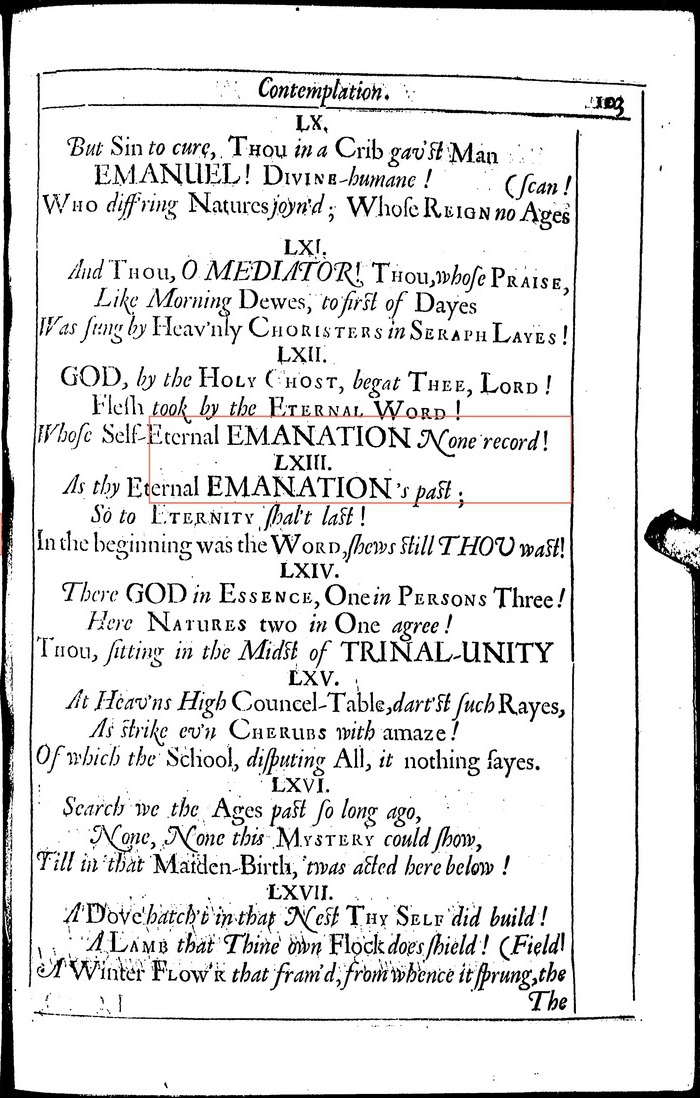 Contemplation. 103
LX.
But Sin to cure, THOU in a Crib gav'st Man
EMANUEL! DIVINE-humane! (scan!
WHO diff'ring Natures joyn'd; Whose REIGN no Ages
LXI.
And THOU, O MEDIATOR! THOU, whose PRAISE,
Like Morning Dewes, to first of Dayes
Was sung by Heav'nly CHORISTERS in SERAPH LAYES!
LXII.
GOD, by the HOLY GHOST, begat THEE, LORD!
Flesh took by the ETERNAL WORD!
Whose Self-Eternal EMANATION None record!
LXIII.
As thy Eternal EMANATION's past;
So to ETERNITY shal't last!
In the beginning was the WORD, shews still THOU wast!
LXIV.
There GOD in ESSENCE, One in PERSONS Three!
Here NATURES two in One agree!
THOU, sitting in the Midst of TRINAL-UNITY
LXV.
At Heav'ns High Councel-Table, dart'st such Rayes,
As strike ev'n CHERUBS with amaze!
Of which the School, disputing All, it nothing sayes.
LXVI.
Search we the Ages past so long ago,
None, None this MYSTERY could show,
Till in that Maiden-Birth, 'twas acted here below!
LXVII.
A Dove hatch't in that Nest THY SELF did build!
A LAMB that Thine own Flock does shield! (Field!
A Winter FLOW'R that fram'd, from whence it sprung, the
The